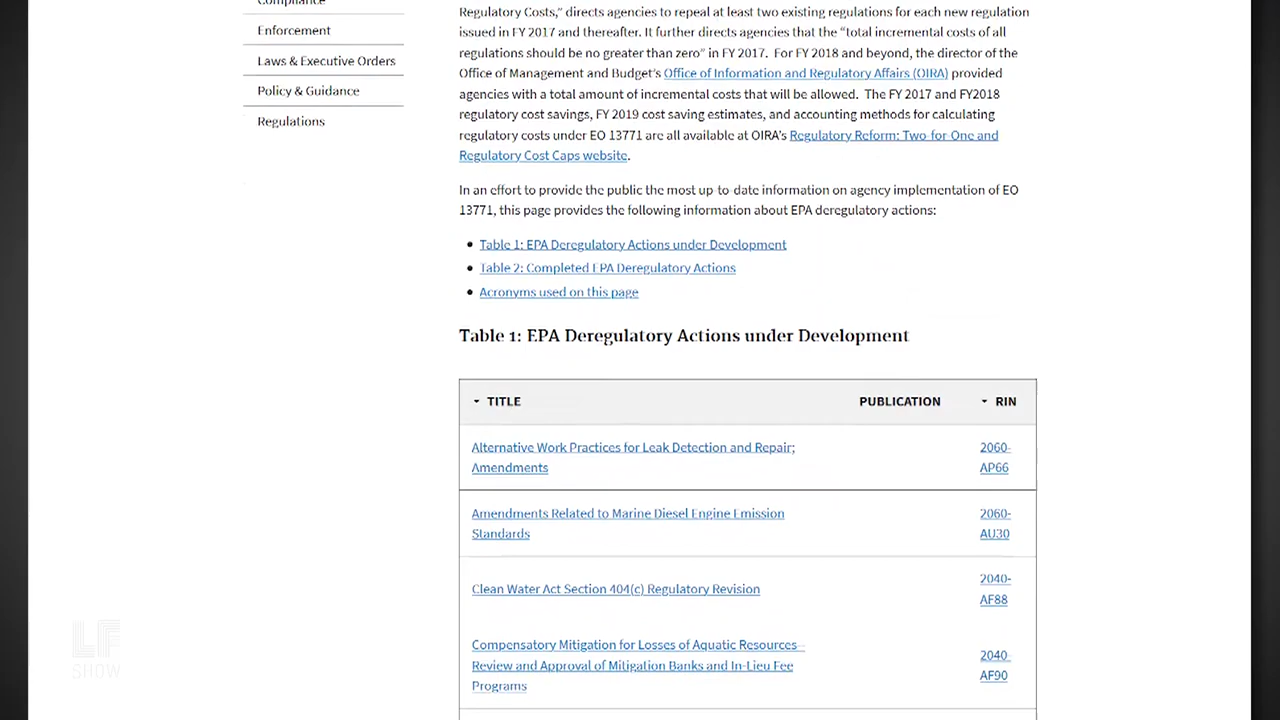 Compliance
Enforcement
Laws & Executive Orders
Policy & Guidance
Regulations
Regulatory Costs,” directs agencies to repeal at least two existing regulations for each new regulation
issued in FY 2017 and thereafter. It further directs agencies that the “total incremental costs of all
regulations should be no greater than zero” in FY 2017.  For FY 2018 and beyond, the director of the
Office of Management and Budget’s Office of Information and Regulatory Affairs (OIRA) provided
agencies with a total amount of incremental costs that will be allowed.  The FY 2017 and FY2018
regulatory cost savings, FY 2019 cost saving estimates, and accounting methods for calculating
regulatory costs under EO 13771 are all available at OIRA’s Regulatory Reform: Two-for-One and
Regulatory Cost Caps website.
In an effort to provide the public the most up-to-date information on agency implementation of EO
13771, this page provides the following information about EPA deregulatory actions:
• Table 1: EPA Deregulatory Actions under Development
• Table 2: Completed EPA Deregulatory Actions
• Acronyms used on this page
Table 1: EPA Deregulatory Actions under Development
TITLE PUBLICATION RIN
Alternative Work Practices for Leak Detection and Repair; 2060-
Amendments AP66
Amendments Related to Marine Diesel Engine Emission 2060-
Standards AU30
Clean Water Act Section 404(c) Regulatory Revision 2040-
AF88
Compensatory Mitigation for Losses of Aquatic Resources--
Review and Approval of Mitigation Banks and In-Lieu Fee 2040-
Programs AF90
LF
SHOW